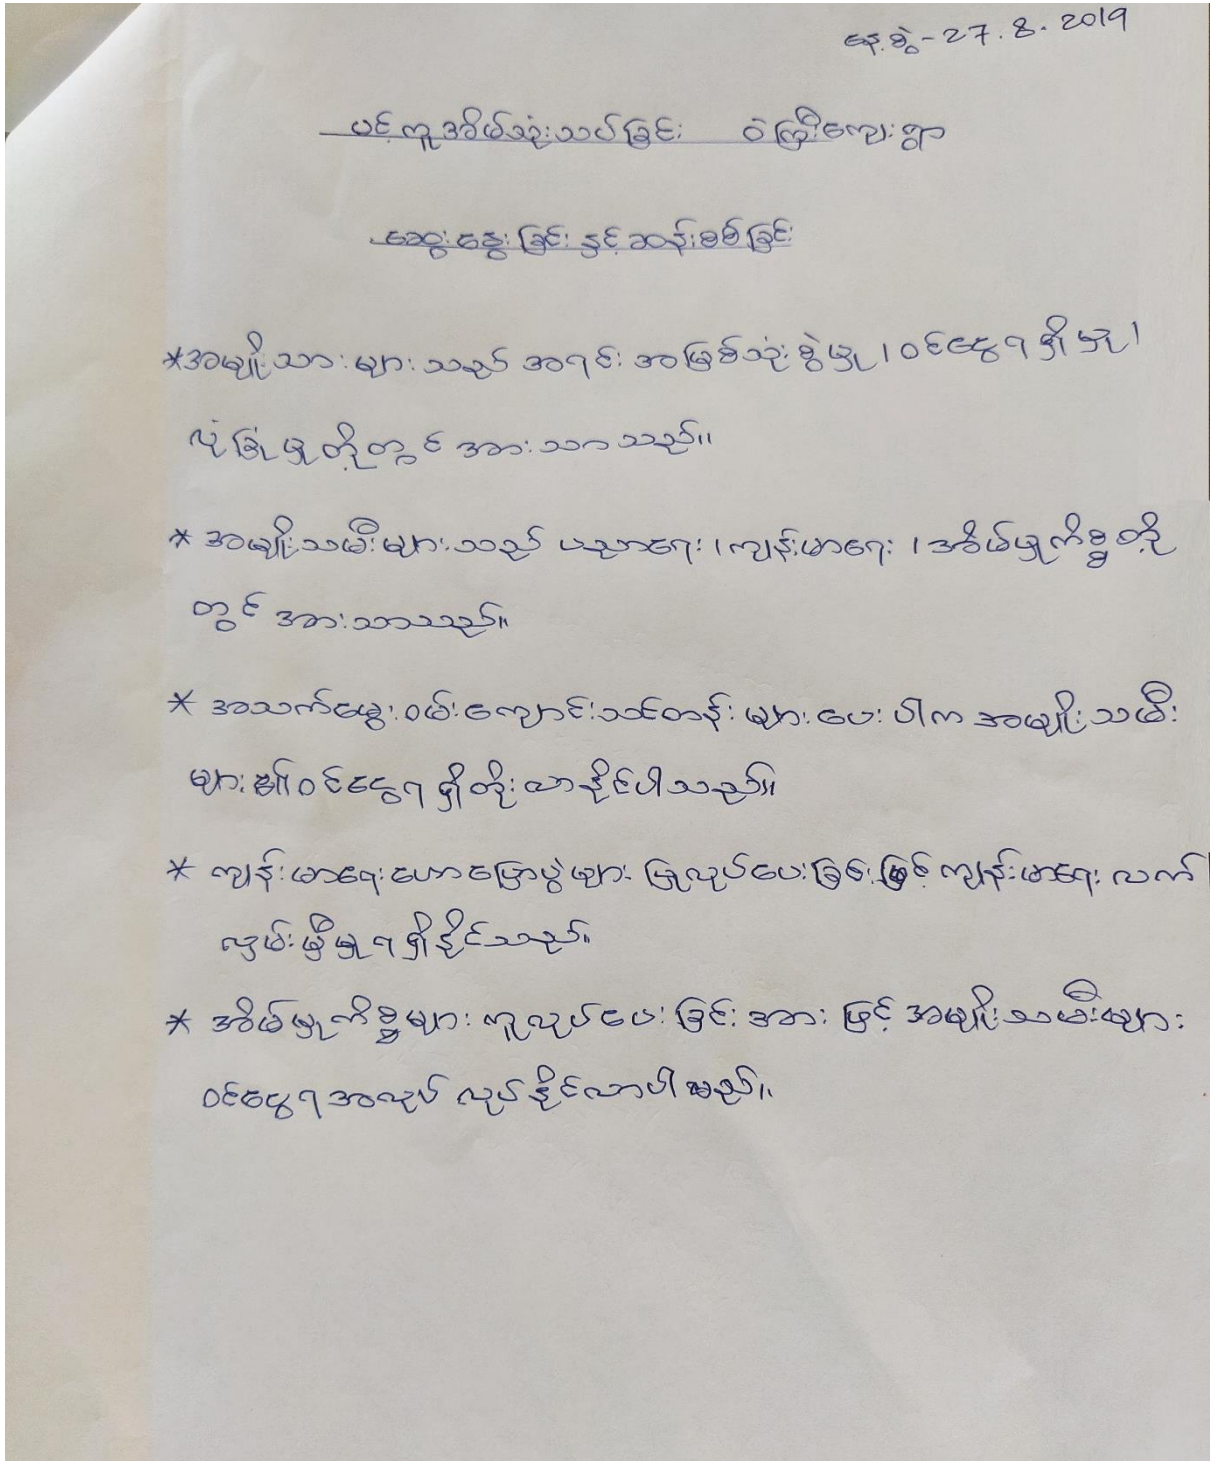 နေ့စွဲ - 27.8.2019
ပင့်ကူအိမ်သုံးသပ်ခြင်း ဝဲကြီးကျေးရွာ
ဆွေးနွေးခြင်း နှင့် ဆန်းစစ်ခြင်း
*အမျိုးသားများသည် အရင်းအမြစ်သုံးစွဲမှု၊ ဝင်ငွေရရှိမှု၊
လုံခြုံမှုတို့တွင် အားသာသည်။
* အမျိုးသမီးများသည် ပညာရေး၊ ကျန်းမာရေး၊ အိမ်မှုကိစ္စတို့
တွင် အားသာသည်။
* အသက်မွေးဝမ်းကျောင်းသင်တန်းများပေးပါက အမျိုးသမီး
များ၏ ဝင်ငွေရရှိတိုးလာနိုင်ပါသည်။
* ကျန်းမာရေးဟောပြောပွဲများ ပြုလုပ်ပေးခြင်းဖြင့် ကျန်းမာရေး လက်
လှမ်းမှီမှုရရှိနိုင်သည်။
* အိမ်မှုကိစ္စများ ကူလုပ်ပေးခြင်းအားဖြင့် အမျိုးသမီးများ
ဝင်ငွေရအလုပ် လုပ်နိုင်လာပါမည်။